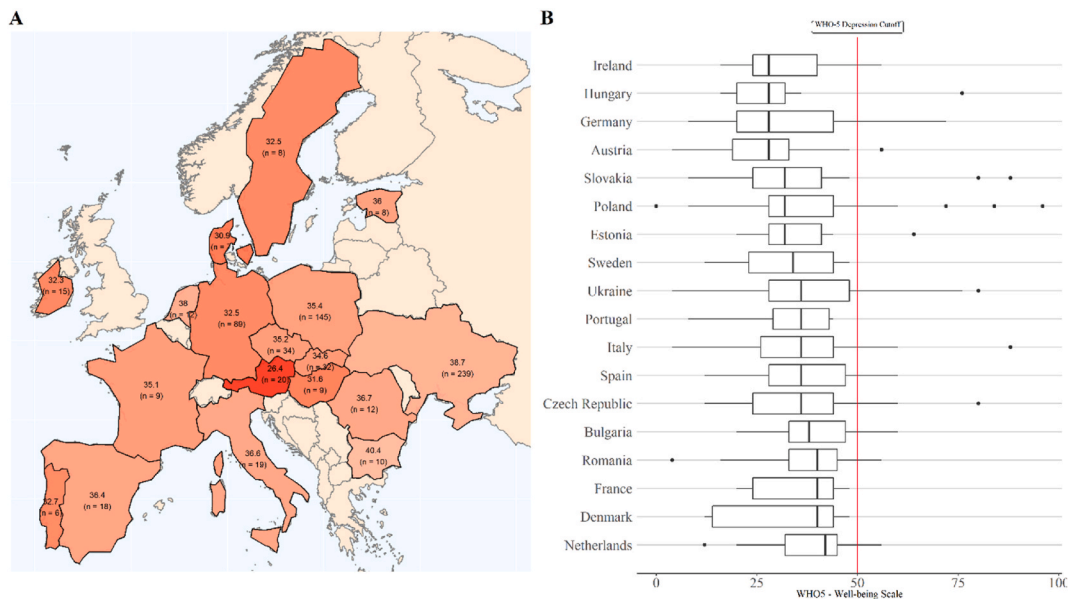 A
32.5
(n = 8)
36
(n = 8)
30.9
32.3
(n = 15)
38
(n = 12)
32.5
(n = 89)
35.4
(n = 145)
35.2
(n = 34)
34.6
(n = 32)
38.7
(n = 239)
26.4
(n = 20)
31.6
(n = 9)
35.1
(n = 9)
36.7
(n = 12)
40.4
(n = 10)
36.6
(n = 19)
32.7
(n = 6)
(n = 18)
B
WHO-5 Depression Cutoff
Ireland
Hungary
Germany
Austria
Slovakia
Poland
Estonia
Sweden
Ukraine
Portugal
Italy
Spain
Czech Republic
Bulgaria
Romania
France
Denmark
Netherlands
0 25 50 75 100
WHO5 - Well-being Scale